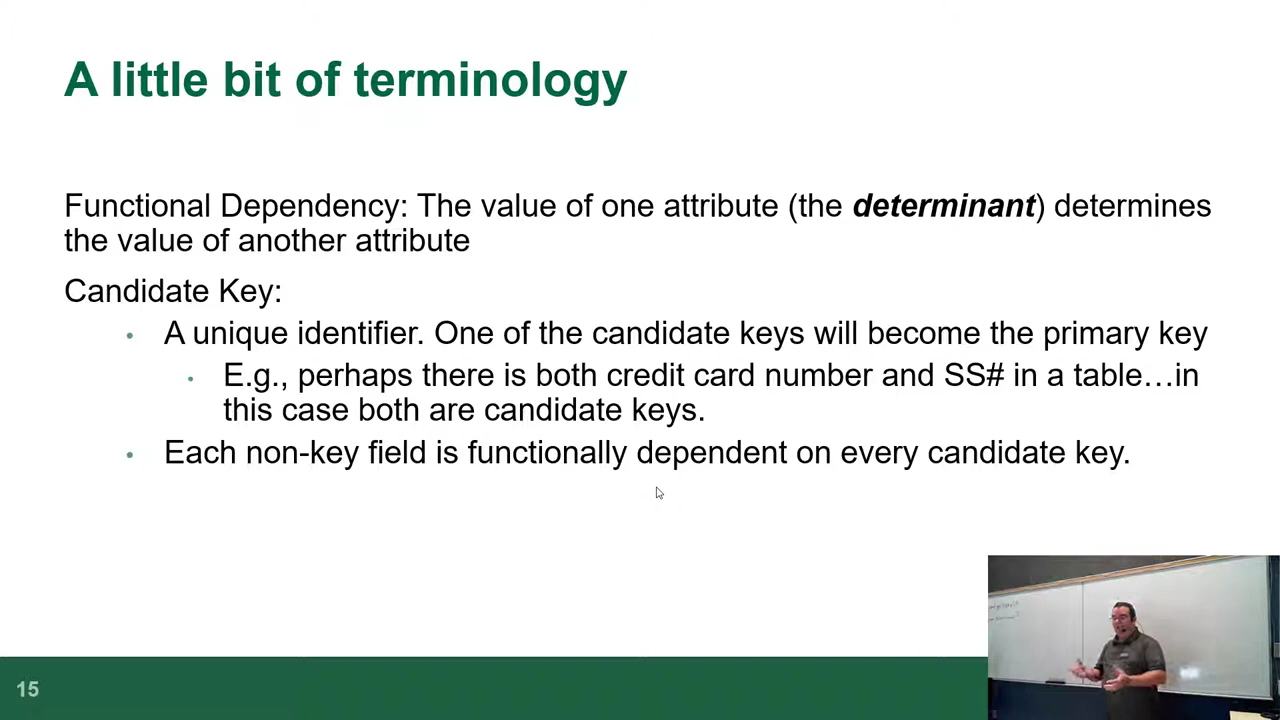 A little bit of terminology
Functional Dependency: The value of one attribute (the determinant) determines
the value of another attribute
Candidate Key:
• A unique identifier. One of the candidate keys will become the primary key
• E.g., perhaps there is both credit card number and SS# in a table…in
this case both are candidate keys.
• Each non-key field is functionally dependent on every candidate key.
15